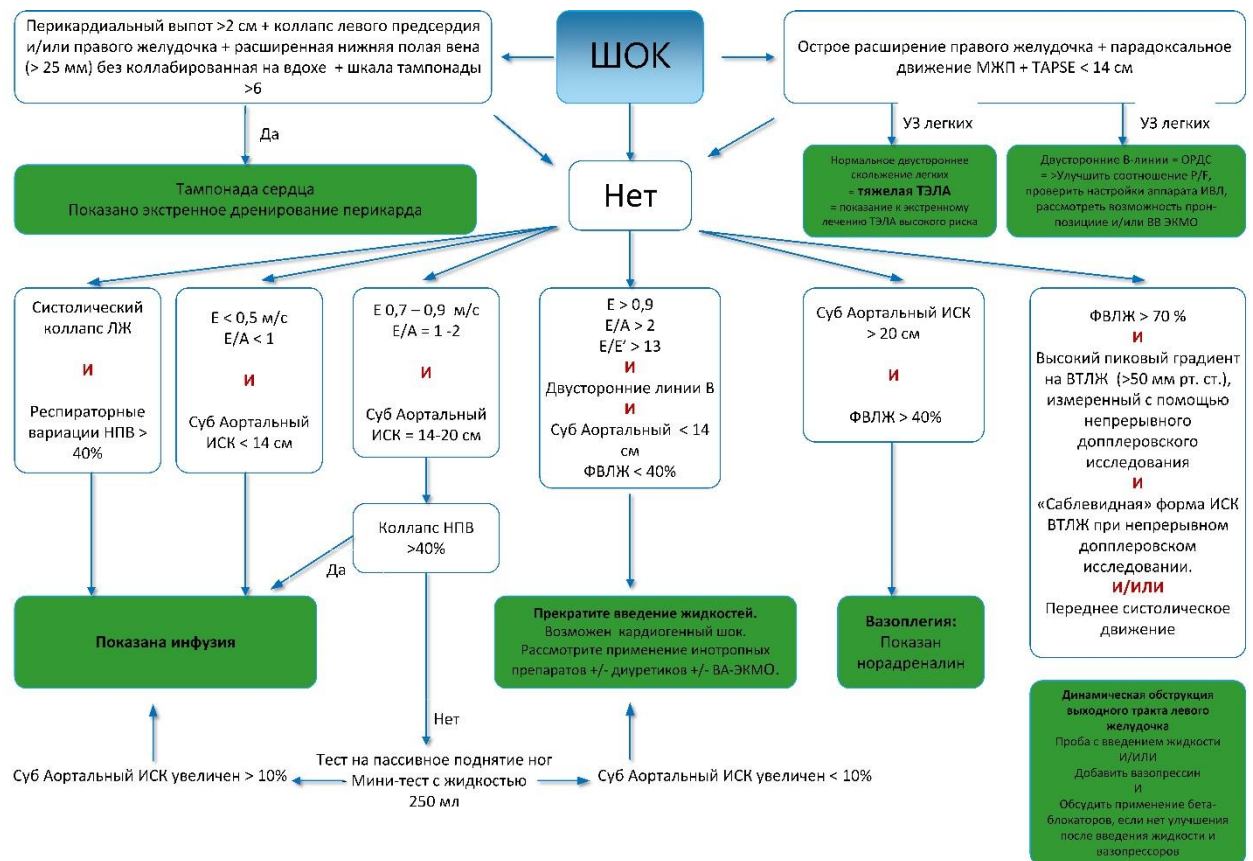 Перикардиальный выпот >2 см + коллапс левого предсердия
и/или правого желудочка + расширенная нижняя полая вена
(> 25 мм) без коллабированная на вдохе + шкала тампонады
>6
ШОК
Острое расширение правого желудочка + парадоксальное
движение МЖП + TAPSE < 14 см
Да
УЗ легких
УЗ легких
Тампонада сердца
Показано экстренное дренирование перикарда
Нет
Нормальное двустороннее
скольжение легких
= тяжелая ТЭЛА
= показание к экстренному
лечению ТЭЛА высокого риска
Двусторонние В-линии = ОРДС
= >Улучшить соотношение P/F,
проверить настройки аппарата ИВЛ,
рассмотреть возможность прон-
позициие и/или ВВ ЭКМО
Систолический
коллапс ЛЖ
И
Респираторные
вариации НПВ >
40%
E < 0,5 м/с
E/A < 1
И
Суб Аортальный
ИСК < 14 см
E 0,7 – 0,9 м/с
E/A = 1 -2
И
Суб Аортальный
ИСК = 14-20 см
E > 0,9
E/A > 2
E/E’ > 13
И
Двусторонние линии В
И
Суб Аортальный < 14
см
ФВЛЖ < 40%
Суб Аортальный ИСК
> 20 см
И
ФВЛЖ > 40%
ФВЛЖ > 70 %
И
Высокий пиковый градиент
на ВТЛЖ (>50 мм рт. ст.),
измеренный с помощью
непрерывного
допплеровского
исследования
И
«Саблевидная» форма ИСК
ВТЛЖ при непрерывном
допплеровском
исследовании.
И/ИЛИ
Переднее систолическое
движение
Коллапс НПВ
>40%
Да
Показана инфузия
Прекратите введение жидкостей.
Возможен кардиогенный шок.
Рассмотрите применение инотропных
препаратов +/- диуретиков +/- ВА-ЭКМО.
Вазоплегия:
Показан
норадреналин
Нет
Суб Аортальный ИСК увеличен > 10%
Тест на пассивное поднятие ног
- Мини-тест с жидкостью
250 мл
Суб Аортальный ИСК увеличен < 10%
Динамическая обструкция
выходного тракта левого
желудочка
Проба с введением жидкости
И/ИЛИ
Добавить вазопрессин
И
Обсудить применение бета-
блокаторов, если нет улучшения
после введения жидкости и
вазопрессоров